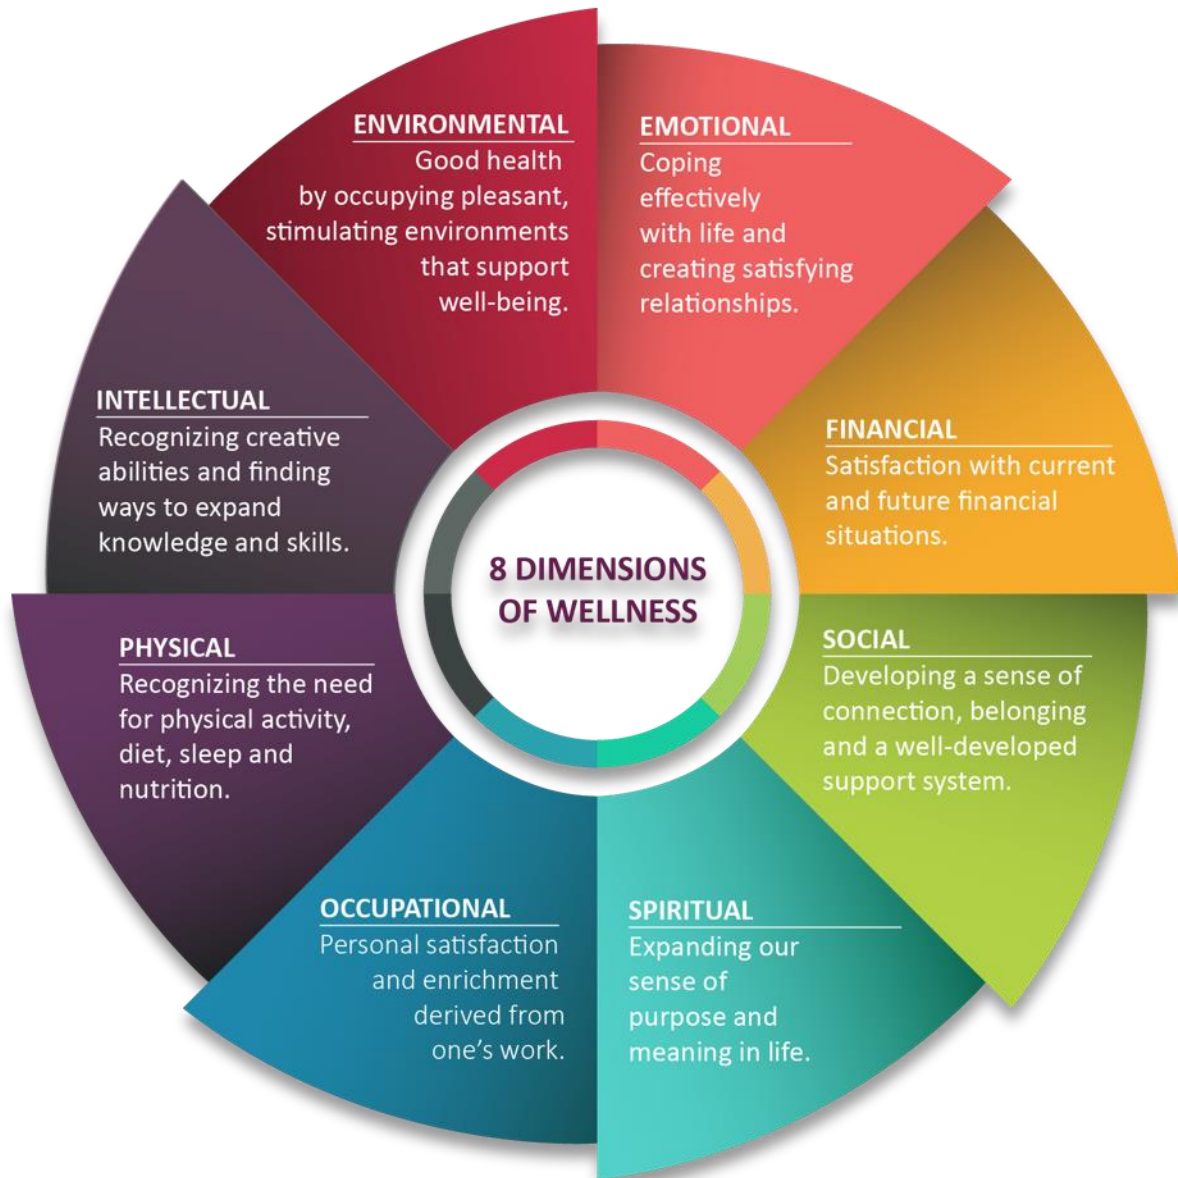 8 DIMENSIONS
OF WELLNESS
EMOTIONAL
Coping
effectively
with life and
creating satisfying
relationships.
FINANCIAL
Satisfaction with current
and future financial
situations.
SOCIAL
Developing a sense of
connection, belonging
and a well-developed
support system.
SPIRITUAL
Expanding our
sense of
purpose and
meaning in life.
OCCUPATIONAL
Personal satisfaction
and enrichment
derived from
one’s work.
PHYSICAL
Recognizing the need
for physical activity,
diet, sleep and
nutrition.
INTELLECTUAL
Recognizing creative
abilities and finding
ways to expand
knowledge and skills.
ENVIRONMENTAL
Good health
by occupying pleasant,
stimulating environments
that support
well-being.